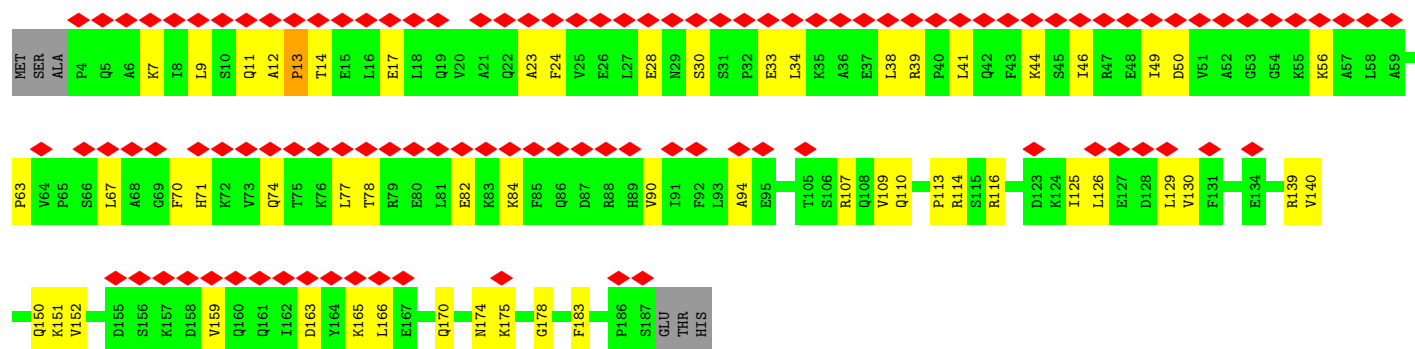 MET SER ALA P4 Q5 A6 K7 I8 L9 S10 Q11 A12 P13 T14 E15 L16 E17 L18 Q19 V20 A21 Q22 A23 F24 V25 E26 L27 E28 N29 S30 S31 P32 E33 L34 K35 A36 E37 L38 R39 P40 L41 Q42 F43 K44 S45 I46 R47 E48 I49 D50 V51 A52 G53 G54 K55 K56 A57 L58 A59
P63 V64 P65 S66 L67 A68 G69 F70 H71 K72 V73 Q74 T75 K76 L77 T78 R79 E80 L81 E82 K83 K84 F85 Q86 D87 R88 H89 V90 I91 F92 L93 A94 E95 T105 S106 R107 Q108 V109 Q110 P113 R114 S115 R116 D123 K124 I125 L126 E127 D128 L129 V130 F131 E134 R139 V140
Q150 K151 V152 D155 S156 K157 D158 V159 Q160 Q161 I162 D163 Y164 K165 L166 E167 Q170 N174 K175 G178 F183 P186 S187 GLU THR HIS